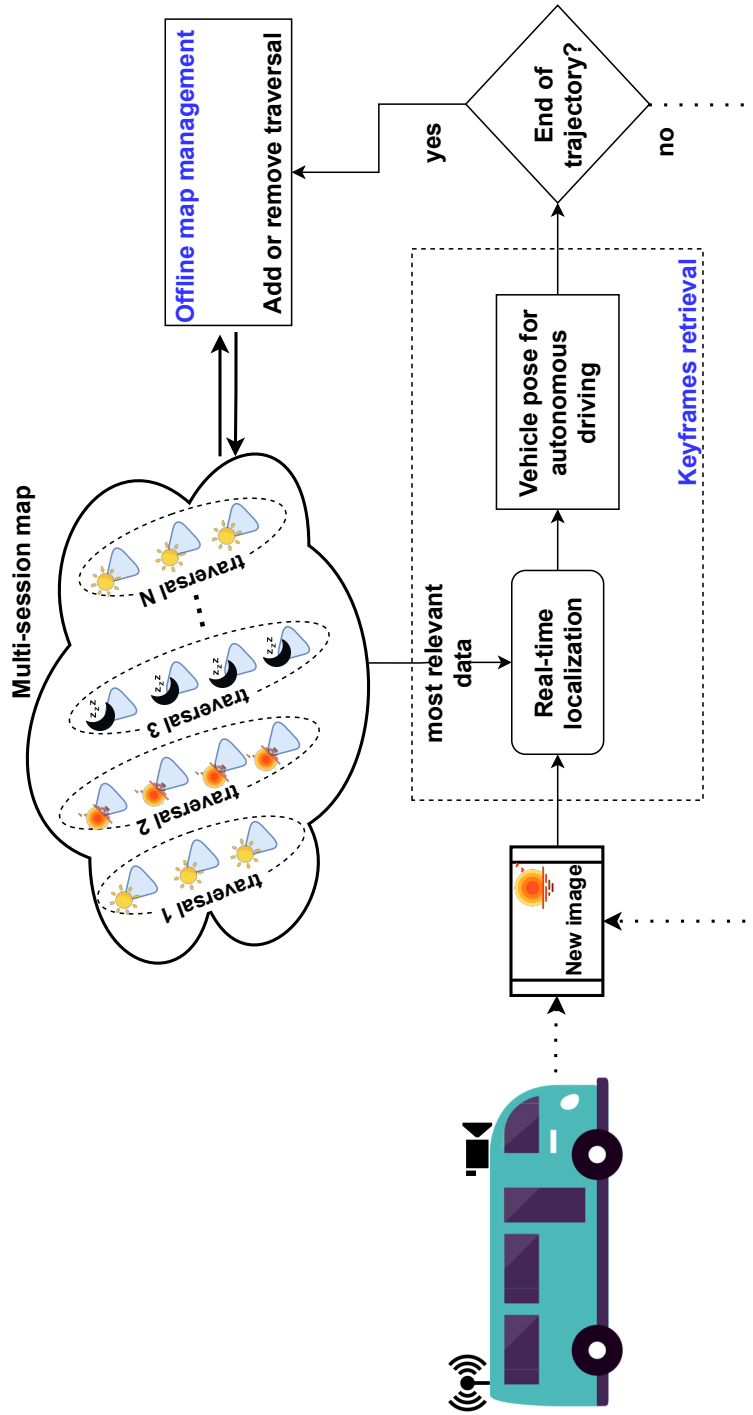 Multi-session map
traversal 1
traversal 2
traversal 3
traversal N
z z z
z z z
z z z
z z z
Offline map management
Add or remove traversal
most relevant
data
New image
Real-time
localization
Vehicle pose for
autonomous
driving
Keyframes retrieval
yes
End of
trajectory?
no